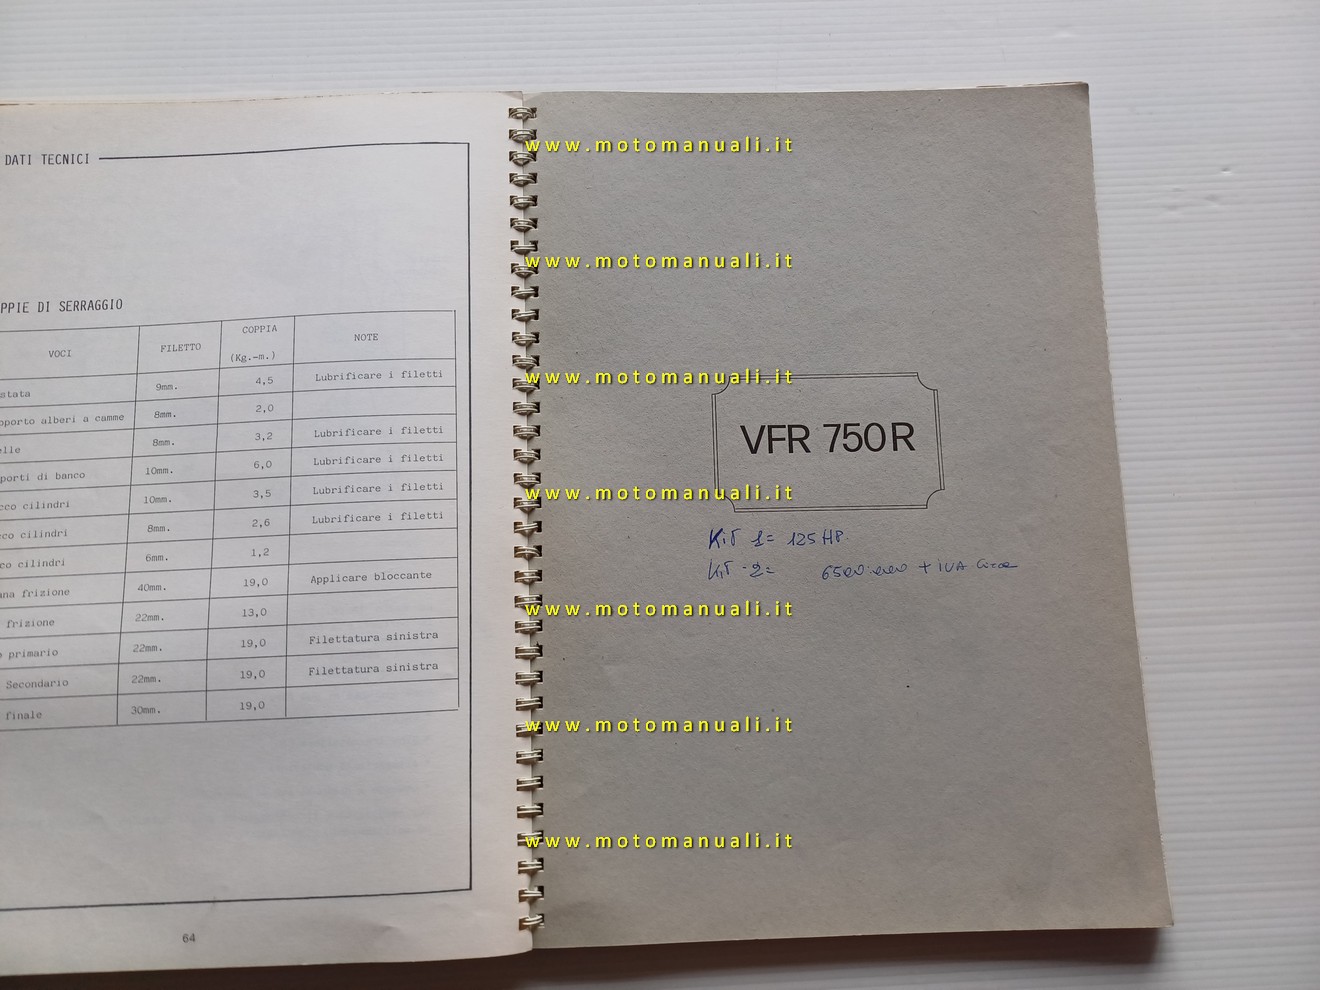 DATI TECNICI
PPIE DI SERRAGGIO
VOCI FILETTO COPPIA (Kg.-m.) NOTE
stata 9mm. 4,5 Lubrificare i filetti
pporto alberi a camme 8mm. 2,0
elle 8mm. 3,2 Lubrificare i filetti
porti di banco 10mm. 6,0 Lubrificare i filetti
cco cilindri 10mm. 3,5 Lubrificare i filetti
cco cilindri 8mm. 2,6 Lubrificare i filetti
co cilindri 6mm. 1,2
ana frizione 40mm. 19,0 Applicare bloccante
frizione 22mm. 13,0
o primario 22mm. 19,0 Filettatura sinistra
Secondario 22mm. 19,0 Filettatura sinistra
finale 30mm. 19,0
64
www.motomanuali.it
www.motomanuali.it
www.motomanuali.it
VFR 750R
www.motomanuali.it
KiT 1= 125 HP.
KiT -2= + IVA
www.motomanuali.it
www.motomanuali.it
www.motomanuali.it